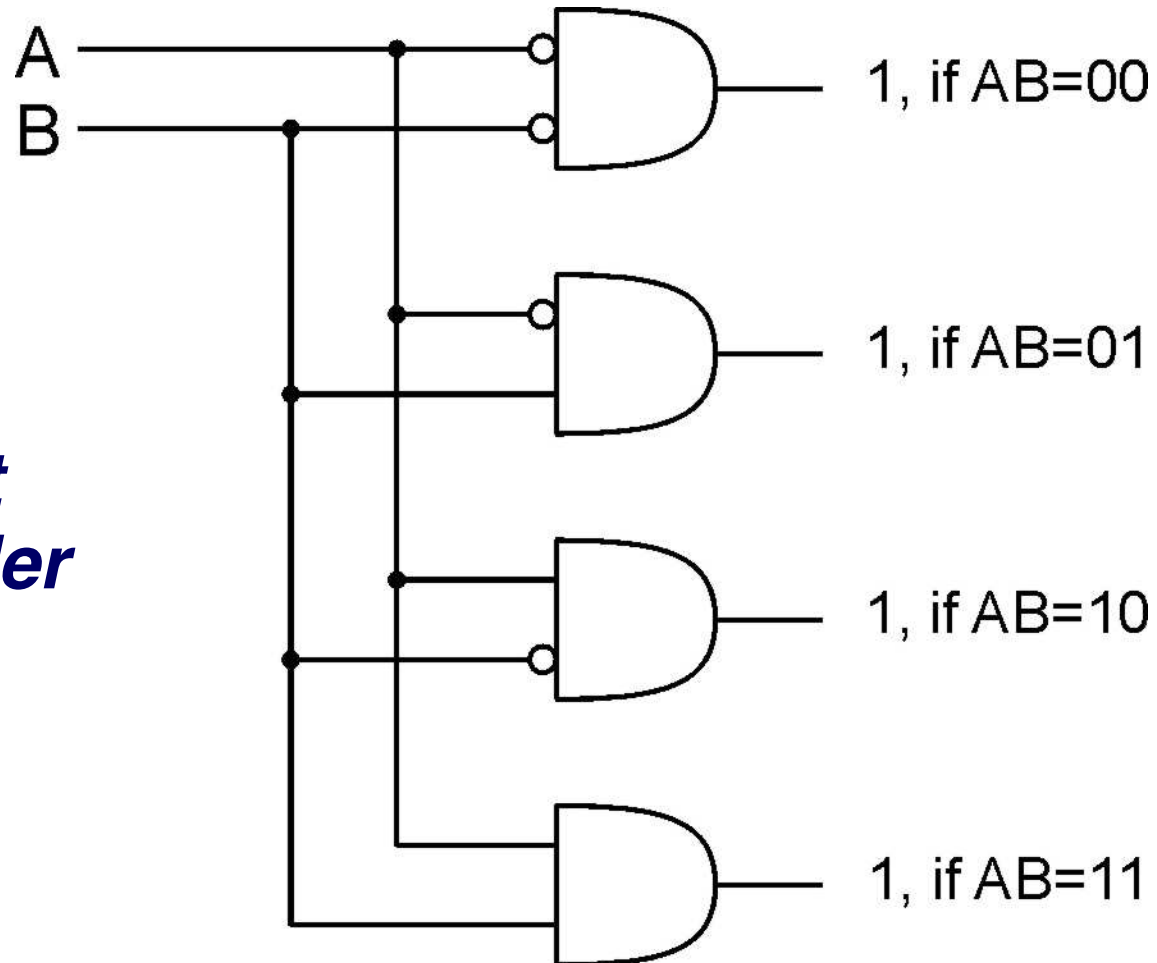 A
B
1, if AB=00
1, if AB=01
1, if AB=10
1, if AB=11